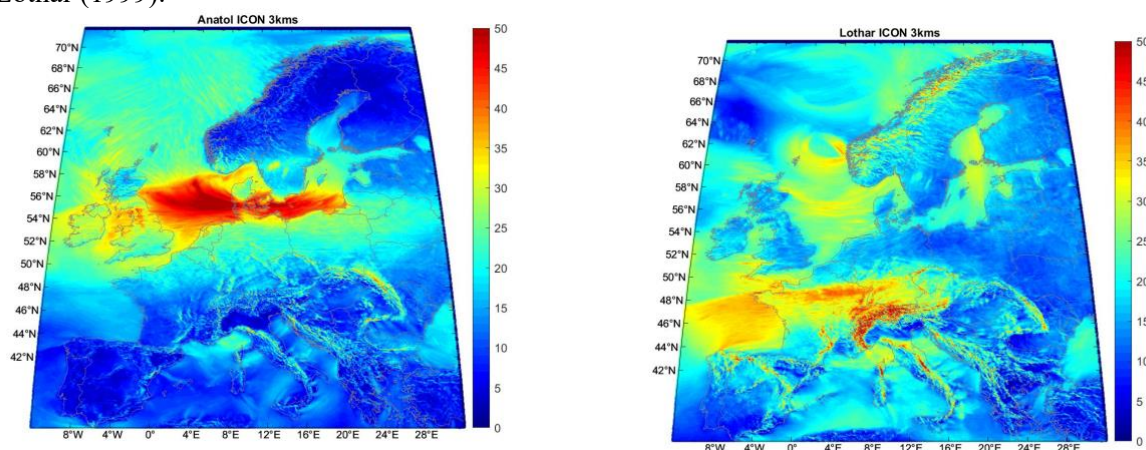 Lothar (1999).
Anatol ICON 3kms
70°N
68°N
66°N
64°N
62°N
60°N
58°N
56°N
54°N
52°N
50°N
48°N
46°N
44°N
42°N
8°W 4°W 0° 4°E 8°E 12°E 16°E 20°E 24°E 28°E
50
45
40
35
30
25
20
15
10
5
0
Lothar ICON 3kms
70°N
68°N
66°N
64°N
62°N
60°N
58°N
56°N
54°N
52°N
50°N
48°N
46°N
44°N
42°N
8°W 4°W 0° 4°E 8°E 12°E 16°E 20°E 24°E 28°E
50
45
40
35
30
25
20
15
10
5
0